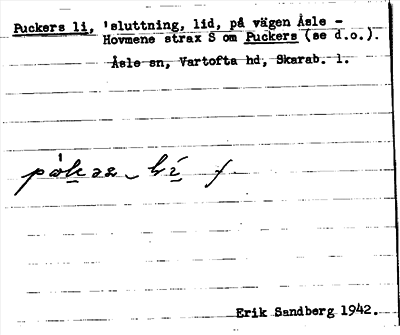 Puckers li, 'sluttning, lid, på vägen Åsle -
Hovmene strax S om Puckers (se d.o.).
Åsle sn, Vartofta hd, Skarab. l.
Erik Sandberg 1942.